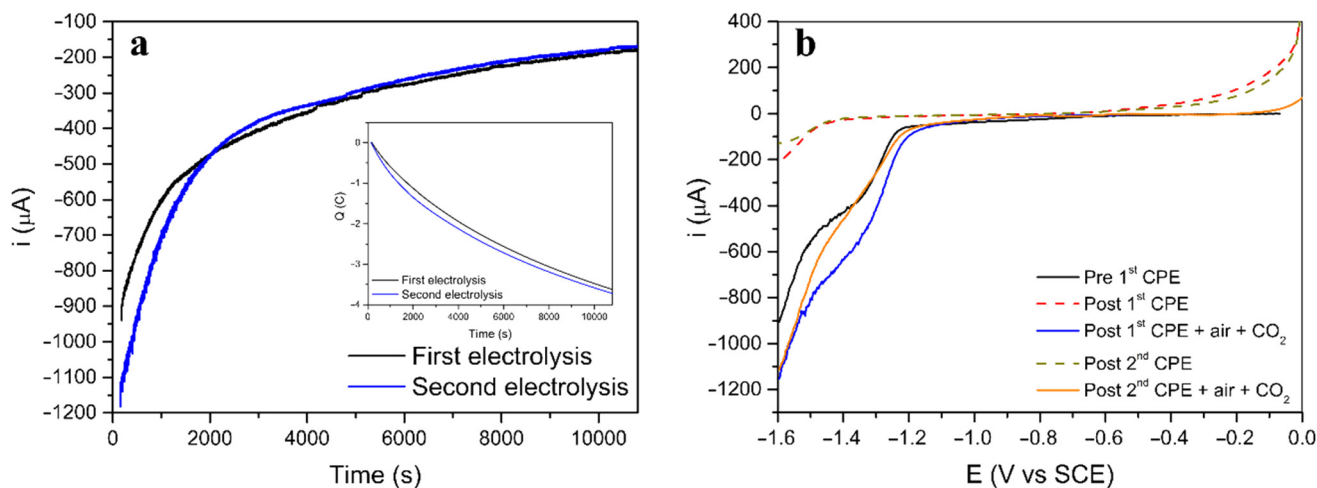 a
−100
−200
−300
−400
−500
−600
−700
−800
−900
−1000
−1100
−1200
i (µA)
0 2000 4000 6000 8000 10000
Time (s)
First electrolysis
Second electrolysis
0
−1
−2
−3
−4
Q (C)
First electrolysis
Second electrolysis
0 2000 4000 6000 8000 10000
Time (s)
b
400
200
0
−200
−400
−600
−800
−1000
−1200
i (µA)
Pre 1st CPE
Post 1st CPE
Post 1st CPE + air + CO₂
Post 2nd CPE
Post 2nd CPE + air + CO₂
−1.6 −1.4 −1.2 −1.0 −0.8 −0.6 −0.4 −0.2 0.0
E (V vs SCE)